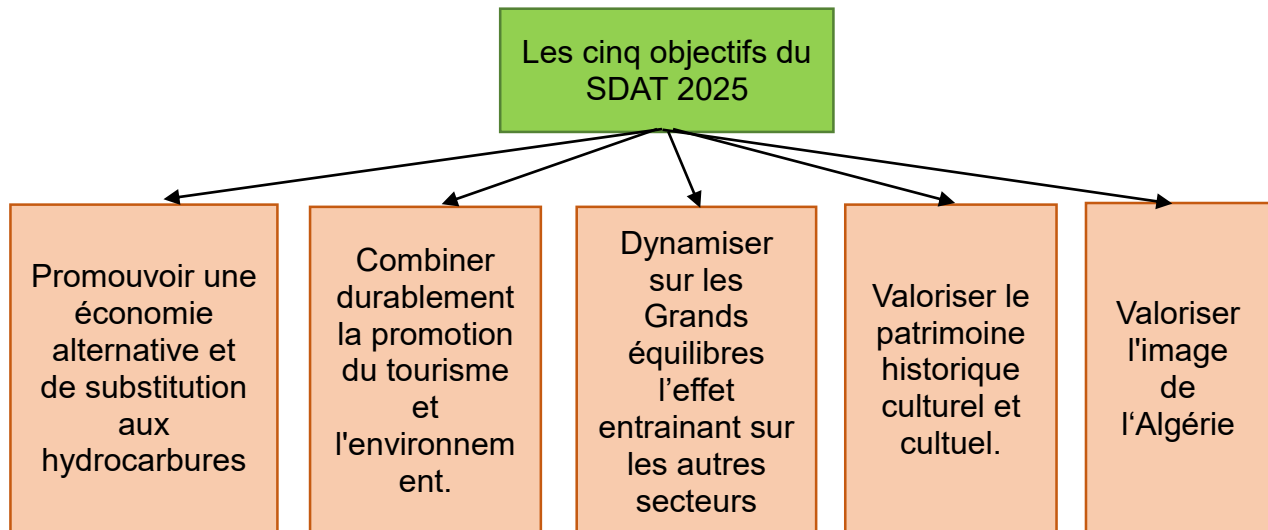 Les cinq objectifs du
SDAT 2025
Promouvoir une
économie
alternative et
de substitution
aux
hydrocarbures
Combiner
durablement
la promotion
du tourisme
et
l'environnem
ent.
Dynamiser
sur les
Grands
équilibres
l’effet
entrainant sur
les autres
secteurs
Valoriser le
patrimoine
historique
culturel et
cultuel.
Valoriser
l'image
de
l‘Algérie